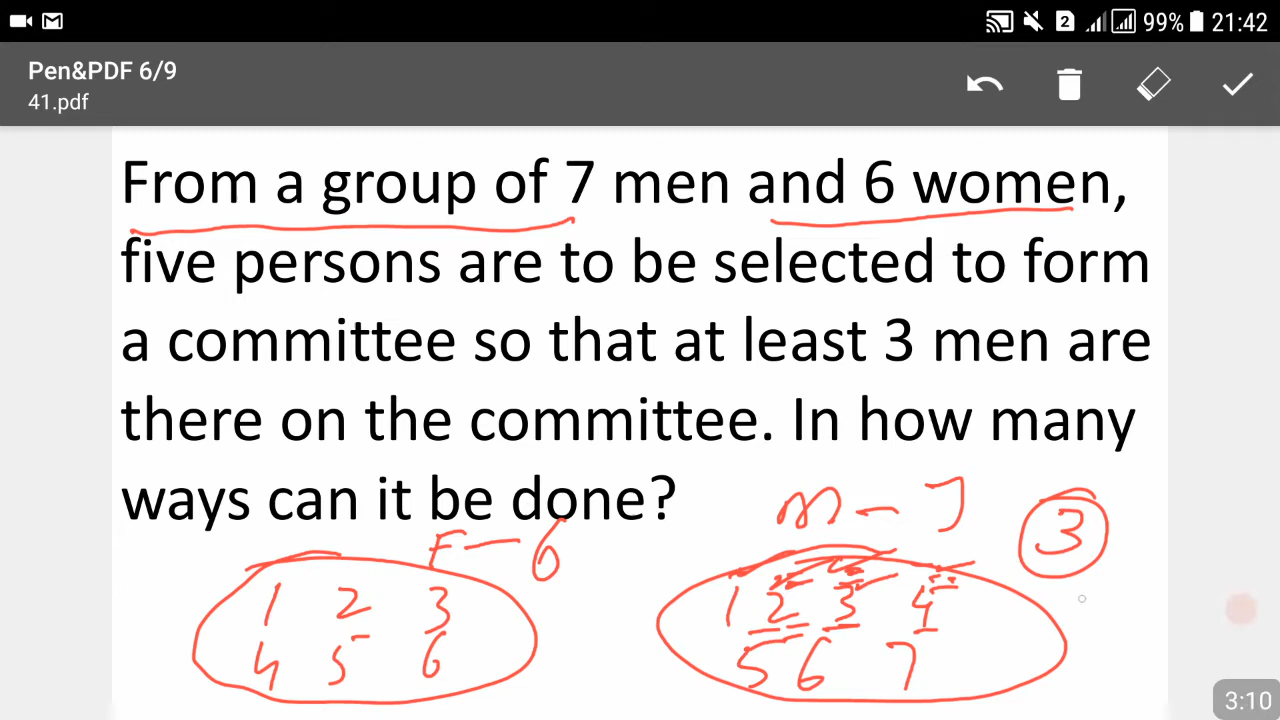 99% 21:42
2
Pen&PDF 6/9
41.pdf
From a group of 7 men and 6 women,
five persons are to be selected to form
a committee so that at least 3 men are
there on the committee. In how many
ways can it be done?
F - 6
M - 7
3
1 2 3
4 5 6
1 2 3 4
5 6 7
3:10